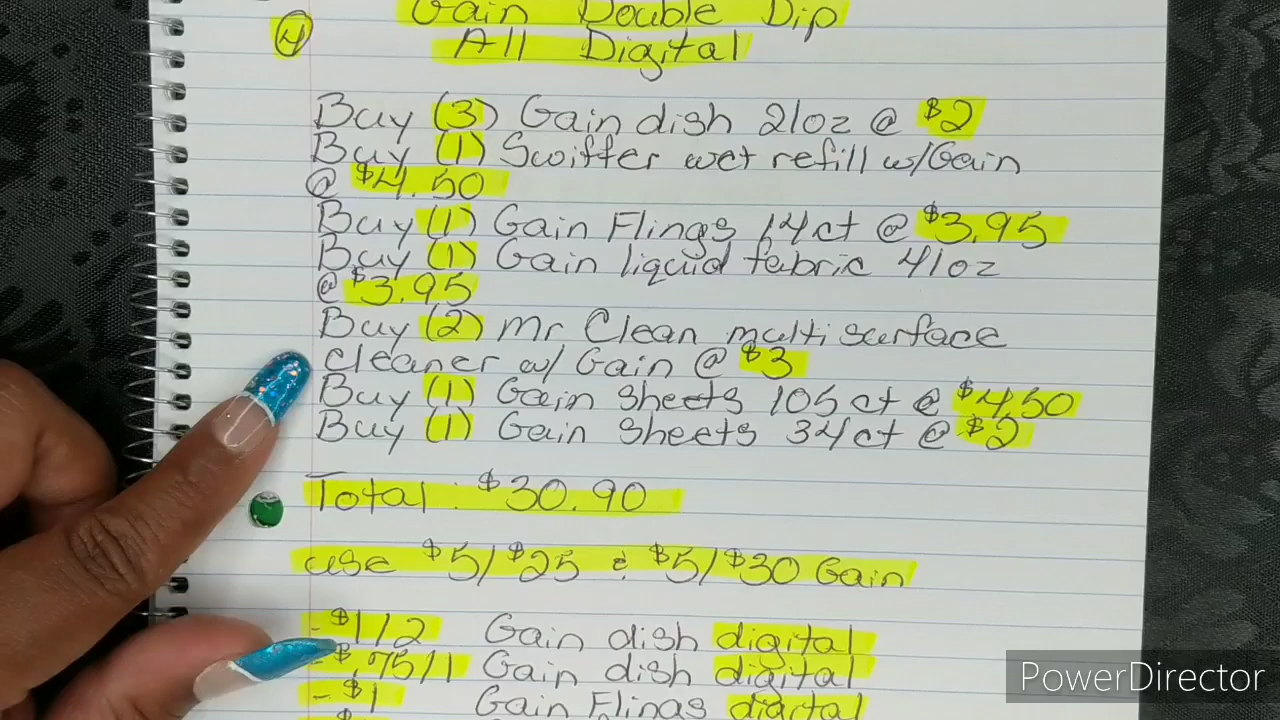 Gain Double Dip
4 All Digital
Buy (3) Gain dish 21oz @ $2
Buy (1) Swiffer wet refill w/Gain
@ $4.50
Buy (1) Gain Flings 14ct @ $3.95
Buy (1) Gain liquid fabric 41oz
@ $3.95
Buy (2) Mr Clean multi surface
cleaner w/ Gain @ $3
Buy (1) Gain sheets 105 ct @ $4.50
Buy (1) Gain sheets 34ct @ $2
Total: $30.90
use $5/$25 & $5/$30 Gain
-$1/2 Gain dish digital
-$.75/1 Gain dish digital
-$1 Gain Flings digital
PowerDirector